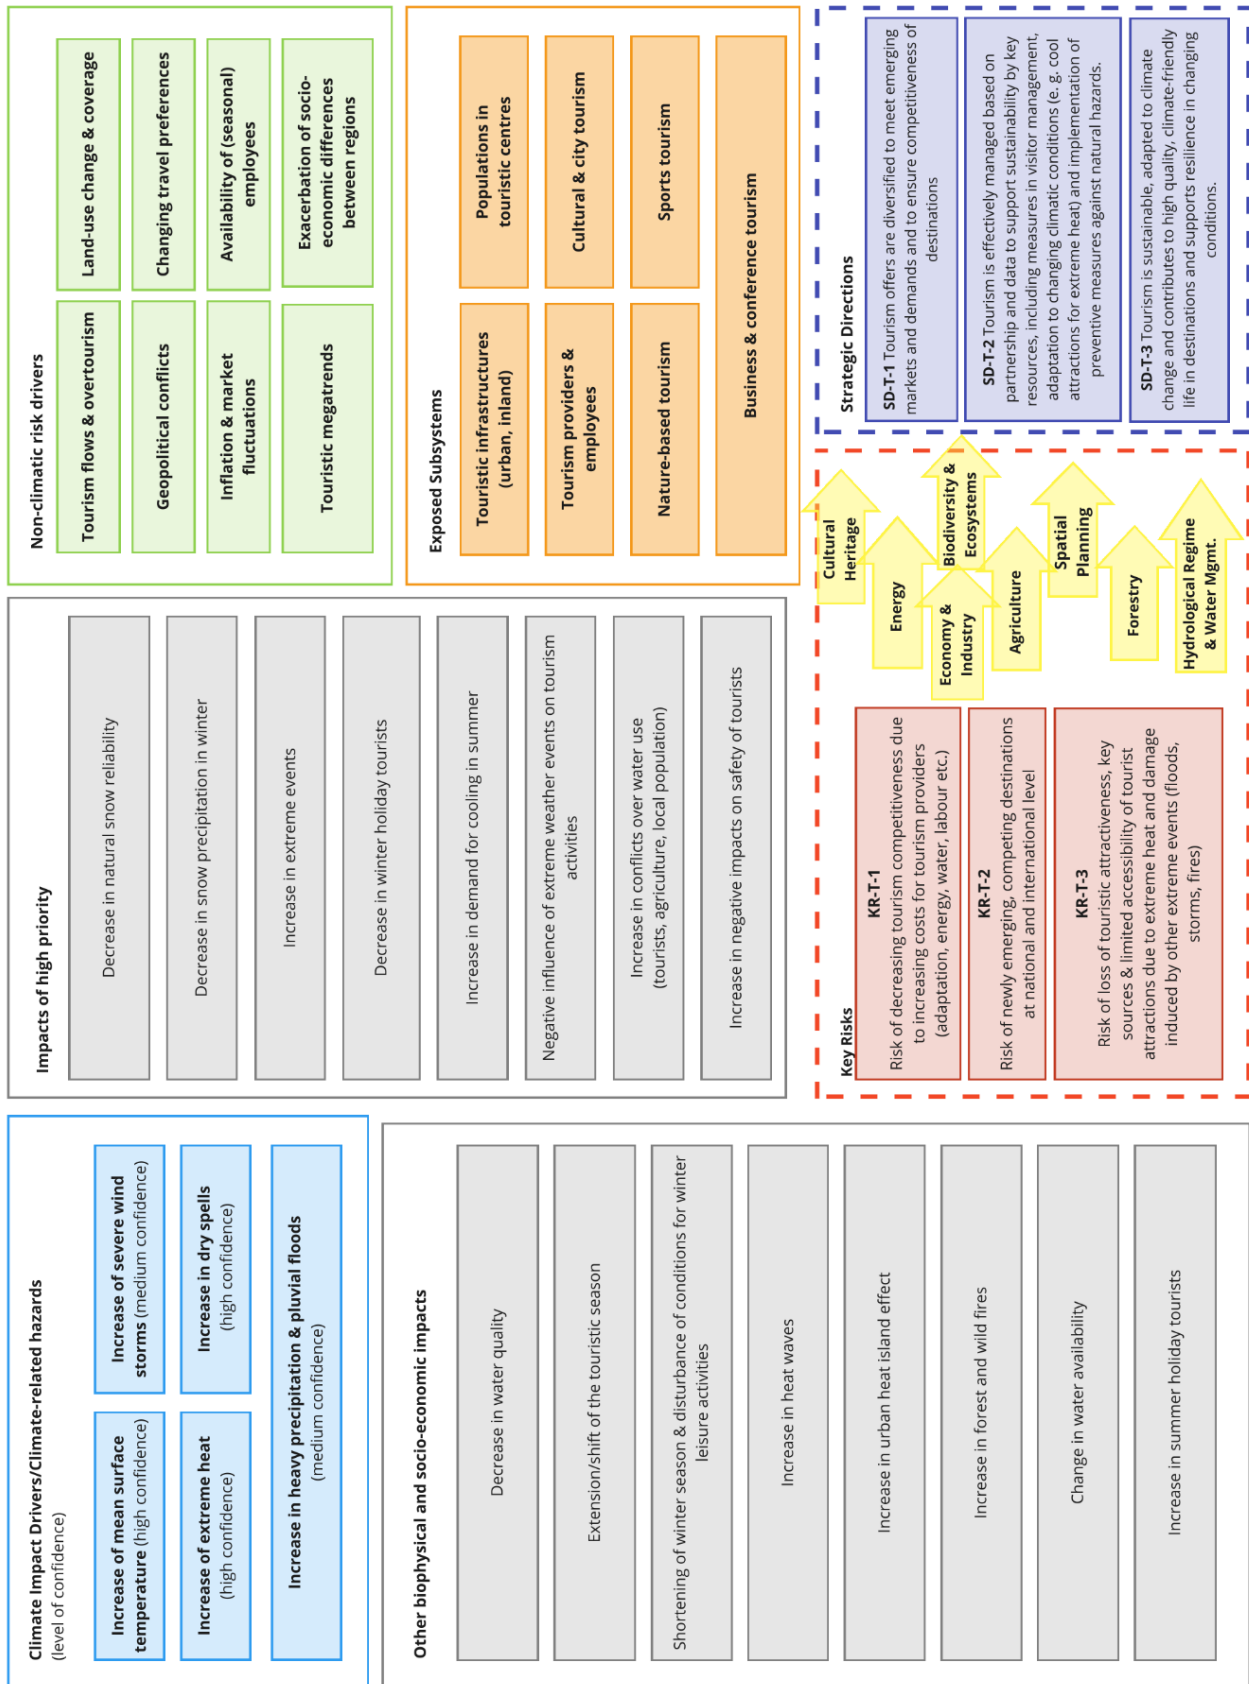 Climate Impact Drivers/Climate-related hazards
(level of confidence)
Increase of mean surface
temperature (high confidence)
Increase of severe wind
storms (medium confidence)
Increase of extreme heat
(high confidence)
Increase in dry spells
(high confidence)
Increase in heavy precipitation & pluvial floods
(medium confidence)
Impacts of high priority
Decrease in natural snow reliability
Decrease in snow precipitation in winter
Increase in extreme events
Decrease in winter holiday tourists
Increase in demand for cooling in summer
Negative influence of extreme weather events on tourism
activities
Increase in conflicts over water use
(tourists, agriculture, local population)
Increase in negative impacts on safety of tourists
Non-climatic risk drivers
Tourism flows & overtourism
Land-use change & coverage
Geopolitical conflicts
Changing travel preferences
Inflation & market
fluctuations
Availability of (seasonal)
employees
Touristic megatrends
Exacerbation of socio-
economic differences
between regions
Exposed Subsystems
Touristic infrastructures
(urban, inland)
Populations in
touristic centres
Tourism providers &
employees
Cultural & city tourism
Nature-based tourism
Sports tourism
Business & conference tourism
Other biophysical and socio-economic impacts
Decrease in water quality
Extension/shift of the touristic season
Shortening of winter season & disturbance of conditions for winter
leisure activities
Increase in heat waves
Increase in urban heat island effect
Increase in forest and wild fires
Change in water availability
Increase in summer holiday tourists
Key Risks
KR-T-1
Risk of decreasing tourism competitiveness due
to increasing costs for tourism providers
(adaptation, energy, water, labour etc.)
KR-T-2
Risk of newly emerging, competing destinations
at national and international level
KR-T-3
Risk of loss of touristic attractiveness, key
sources & limited accessibility of tourist
attractions due to extreme heat and damage
induced by other extreme events (floods,
storms, fires)
Cultural
Heritage
Energy
Economy &
Industry
Biodiversity &
Ecosystems
Agriculture
Spatial
Planning
Forestry
Hydrological Regime
& Water Mgmt.
Strategic Directions
SD-T-1 Tourism offers are diversified to meet emerging
markets and demands and to ensure competitiveness of
destinations
SD-T-2 Tourism is effectively managed based on
partnership and data to support sustainability by key
resources, including measures in visitor management,
adaptation to changing climatic conditions (e. g. cool
attractions for extreme heat) and implementation of
preventive measures against natural hazards.
SD-T-3 Tourism is sustainable, adapted to climate
change and contributes to high quality, climate-friendly
life in destinations and supports resilience in changing
conditions.